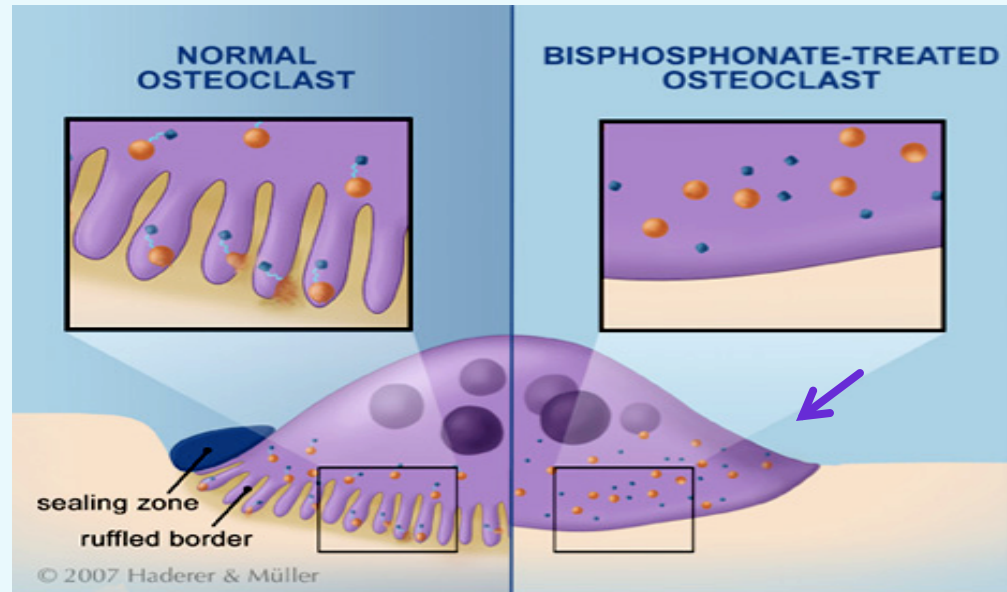 NORMAL
OSTEOCLAST
BISPHOSPHONATE-TREATED
OSTEOCLAST
sealing zone
ruffled border
© 2007 Haderer & Müller